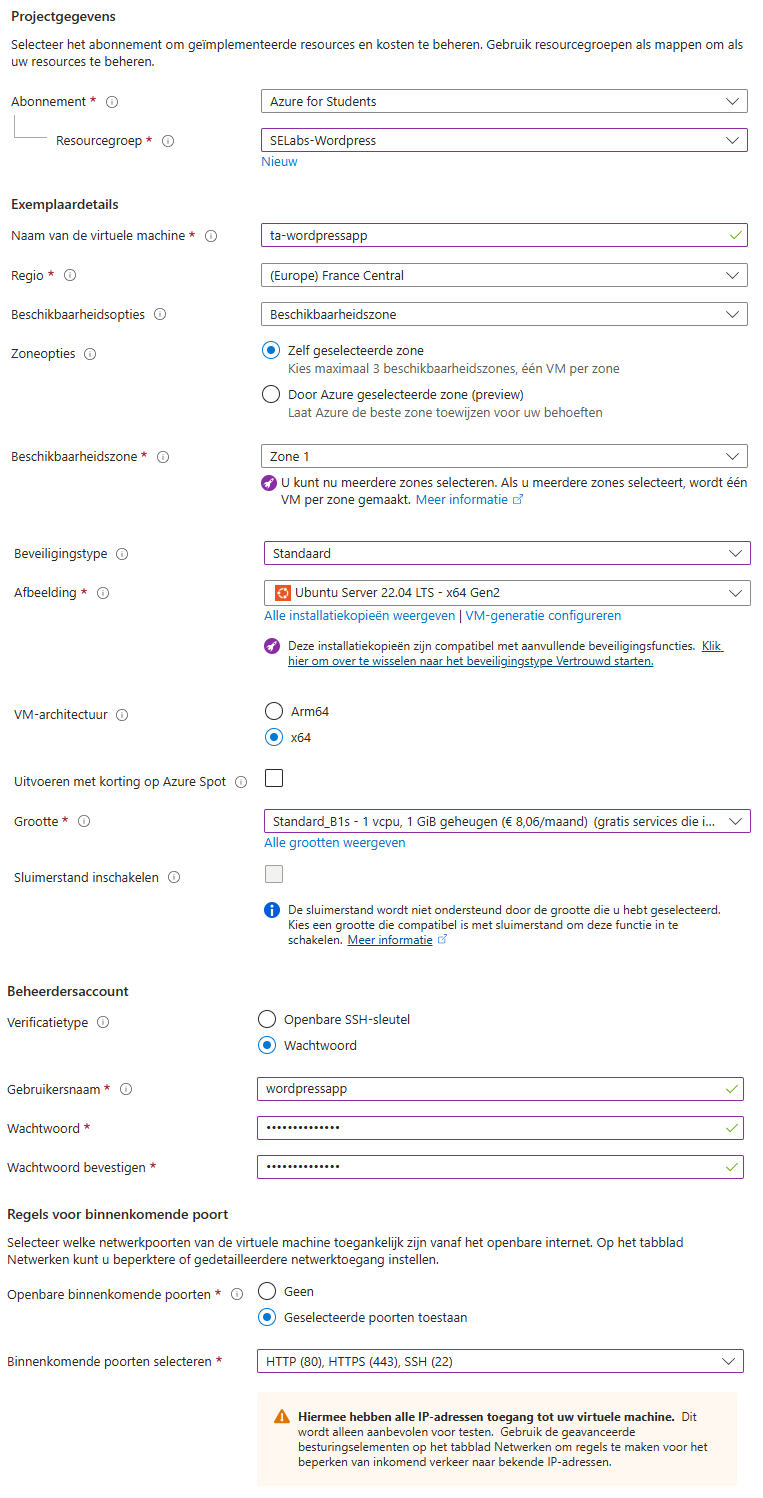 Projectgegevens
Selecteer het abonnement om geïmplementeerde resources en kosten te beheren. Gebruik resourcegroepen als mappen om als
uw resources te beheren.
Abonnement *
Azure for Students
Resourcegroep *
SELabs-Wordpress
Nieuw
Exemplaardetails
Naam van de virtuele machine *
ta-wordpressapp
Regio *
(Europe) France Central
Beschikbaarheidsopties
Beschikbaarheidszone
Zoneopties
Zelf geselecteerde zone
Kies maximaal 3 beschikbaarheidszones, één VM per zone
Door Azure geselecteerde zone (preview)
Laat Azure de beste zone toewijzen voor uw behoeften
Beschikbaarheidszone *
Zone 1
U kunt nu meerdere zones selecteren. Als u meerdere zones selecteert, wordt één
VM per zone gemaakt. Meer informatie
Beveiligingstype
Standaard
Afbeelding *
Ubuntu Server 22.04 LTS - x64 Gen2
Alle installatiekopieën weergeven | VM-generatie configureren
Deze installatiekopieën zijn compatibel met aanvullende beveiligingsfuncties. Klik
hier om over te wisselen naar het beveiligingstype Vertrouwd starten.
VM-architectuur
Arm64
x64
Uitvoeren met korting op Azure Spot
Grootte *
Standard_B1s - 1 vcpu, 1 GiB geheugen (€ 8,06/maand) (gratis services die i...
Alle grootten weergeven
Sluimerstand inschakelen
De sluimerstand wordt niet ondersteund door de grootte die u hebt geselecteerd.
Kies een grootte die compatibel is met sluimerstand om deze functie in te
schakelen. Meer informatie
Beheerdersaccount
Verificatietype
Openbare SSH-sleutel
Wachtwoord
Gebruikersnaam *
wordpressapp
Wachtwoord *
••••••••••••••
Wachtwoord bevestigen *
••••••••••••••
Regels voor binnenkomende poort
Selecteer welke netwerkpoorten van de virtuele machine toegankelijk zijn vanaf het openbare internet. Op het tabblad
Netwerken kunt u beperktere of gedetailleerdere netwerktoegang instellen.
Openbare binnenkomende poorten *
Geen
Geselecteerde poorten toestaan
Binnenkomende poorten selecteren *
HTTP (80), HTTPS (443), SSH (22)
Hiermee hebben alle IP-adressen toegang tot uw virtuele machine. Dit
wordt alleen aanbevolen voor testen. Gebruik de geavanceerde
besturingselementen op het tabblad Netwerken om regels te maken voor het
beperken van inkomend verkeer naar bekende IP-adressen.